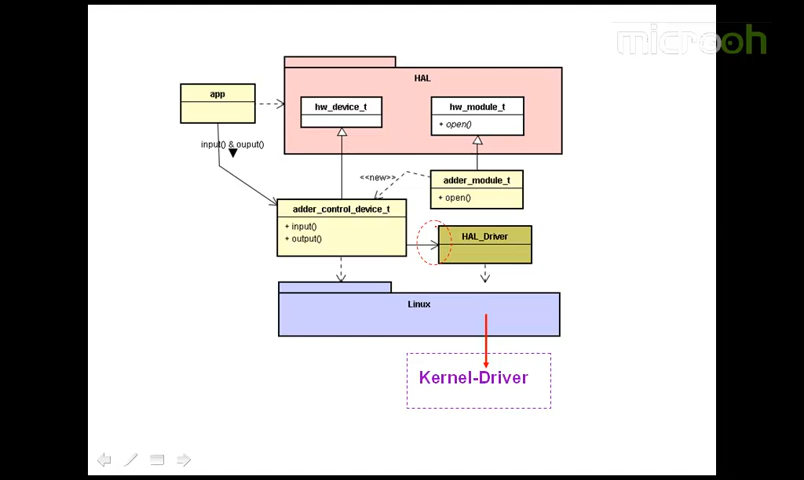 microoh
HAL
app
hw_device_t
hw_module_t
+ open()
input() & ouput()
<<new>>
adder_module_t
+ open()
adder_control_device_t
+ input()
+ output()
HAL_Driver
Linux
Kernel-Driver